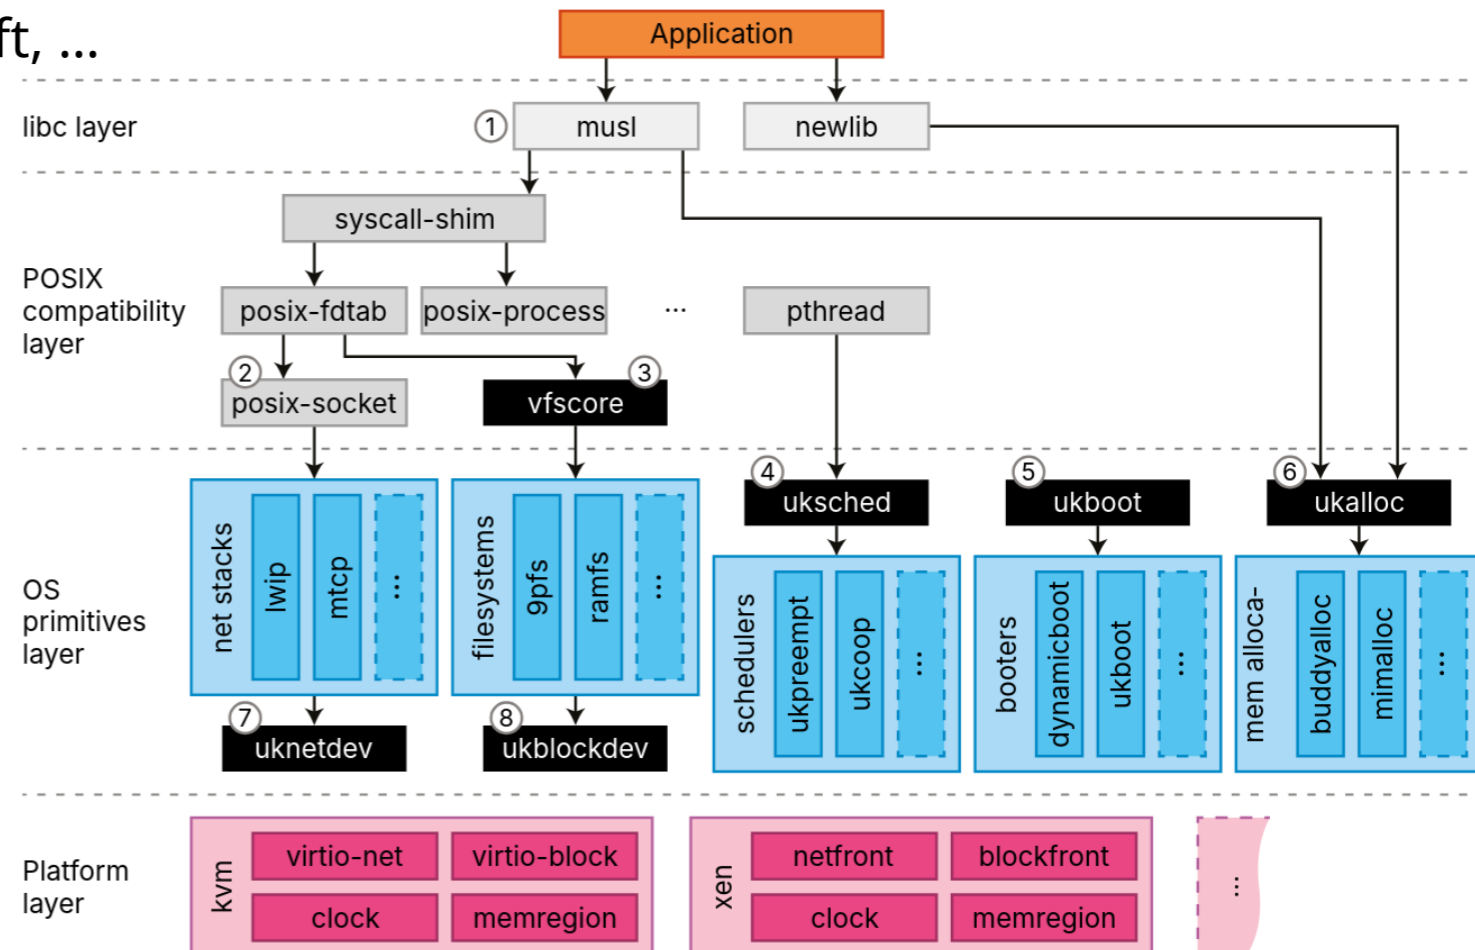 ft, ...
Application
libc layer
1
musl
newlib
syscall-shim
POSIX
compatibility
layer
posix-fdtab
posix-process
...
pthread
2
posix-socket
3
vfscore
OS
primitives
layer
net stacks
lwip
mtcp
...
filesystems
9pfs
ramfs
...
4
uksched
schedulers
ukpreempt
ukcoop
...
5
ukboot
booters
dynamicboot
ukboot
...
6
ukalloc
mem alloca-
buddyalloc
mimalloc
...
7
uknetdev
8
ukblockdev
Platform
layer
kvm
virtio-net
virtio-block
clock
memregion
xen
netfront
blockfront
clock
memregion
...